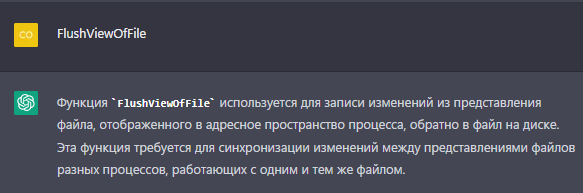 CO FlushViewOfFile
Функция `FlushViewOfFile` используется для записи изменений из представления
файла, отображенного в адресное пространство процесса, обратно в файл на диске.
Эта функция требуется для синхронизации изменений между представлениями файлов
разных процессов, работающих с одним и тем же файлом.